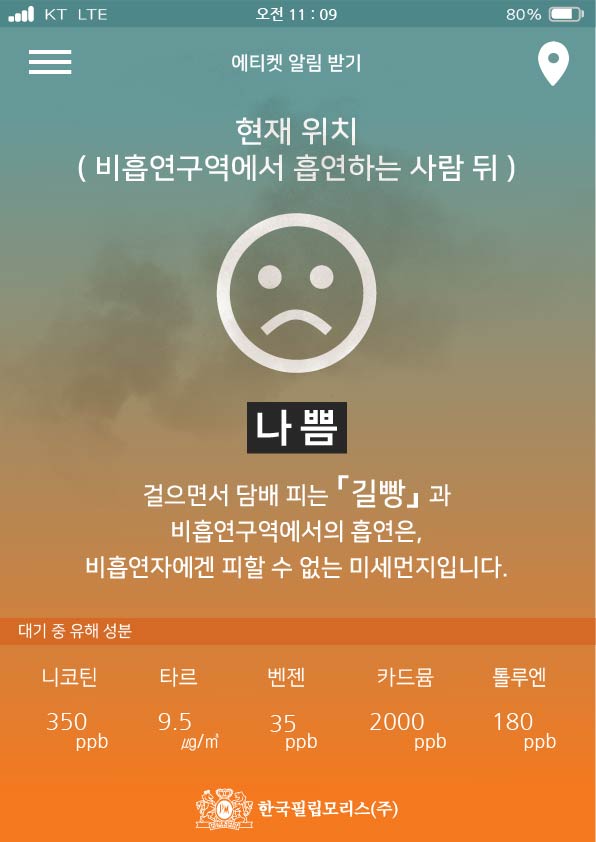 KT LTE 오전 11 : 09 80%
에티켓 알림 받기
현재 위치
( 비흡연구역에서 흡연하는 사람 뒤 )
나쁨
걸으면서 담배 피는 「길빵」 과
비흡연구역에서의 흡연은,
비흡연자에겐 피할 수 없는 미세먼지입니다.
대기 중 유해 성분
니코틴 타르 벤젠 카드뮴 톨루엔
350 ppb 9.5 ㎍/㎥ 35 ppb 2000 ppb 180 ppb
한국필립모리스(주)